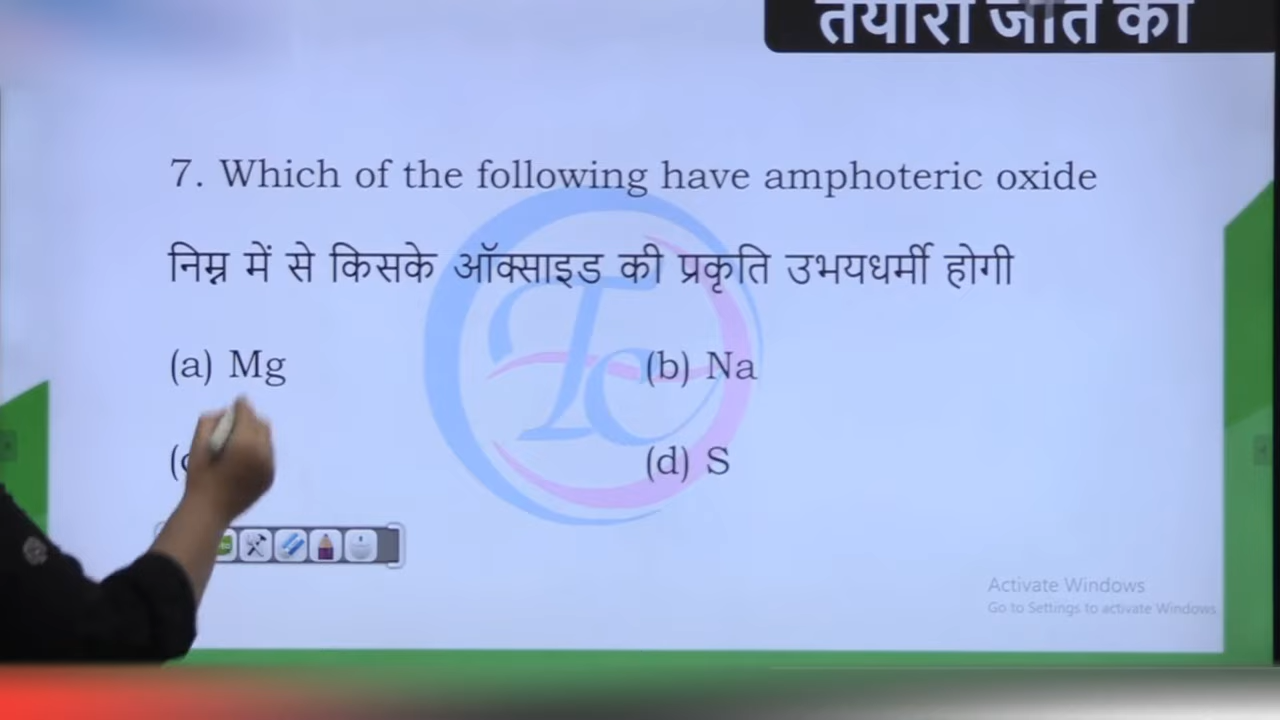 तैयारी जीत की
7. Which of the following have amphoteric oxide
निम्न में से किसके ऑक्साइड की प्रकृति उभयधर्मी होगी
(a) Mg (b) Na
(d) S
Tc
Activate Windows
Go to Settings to activate Windows